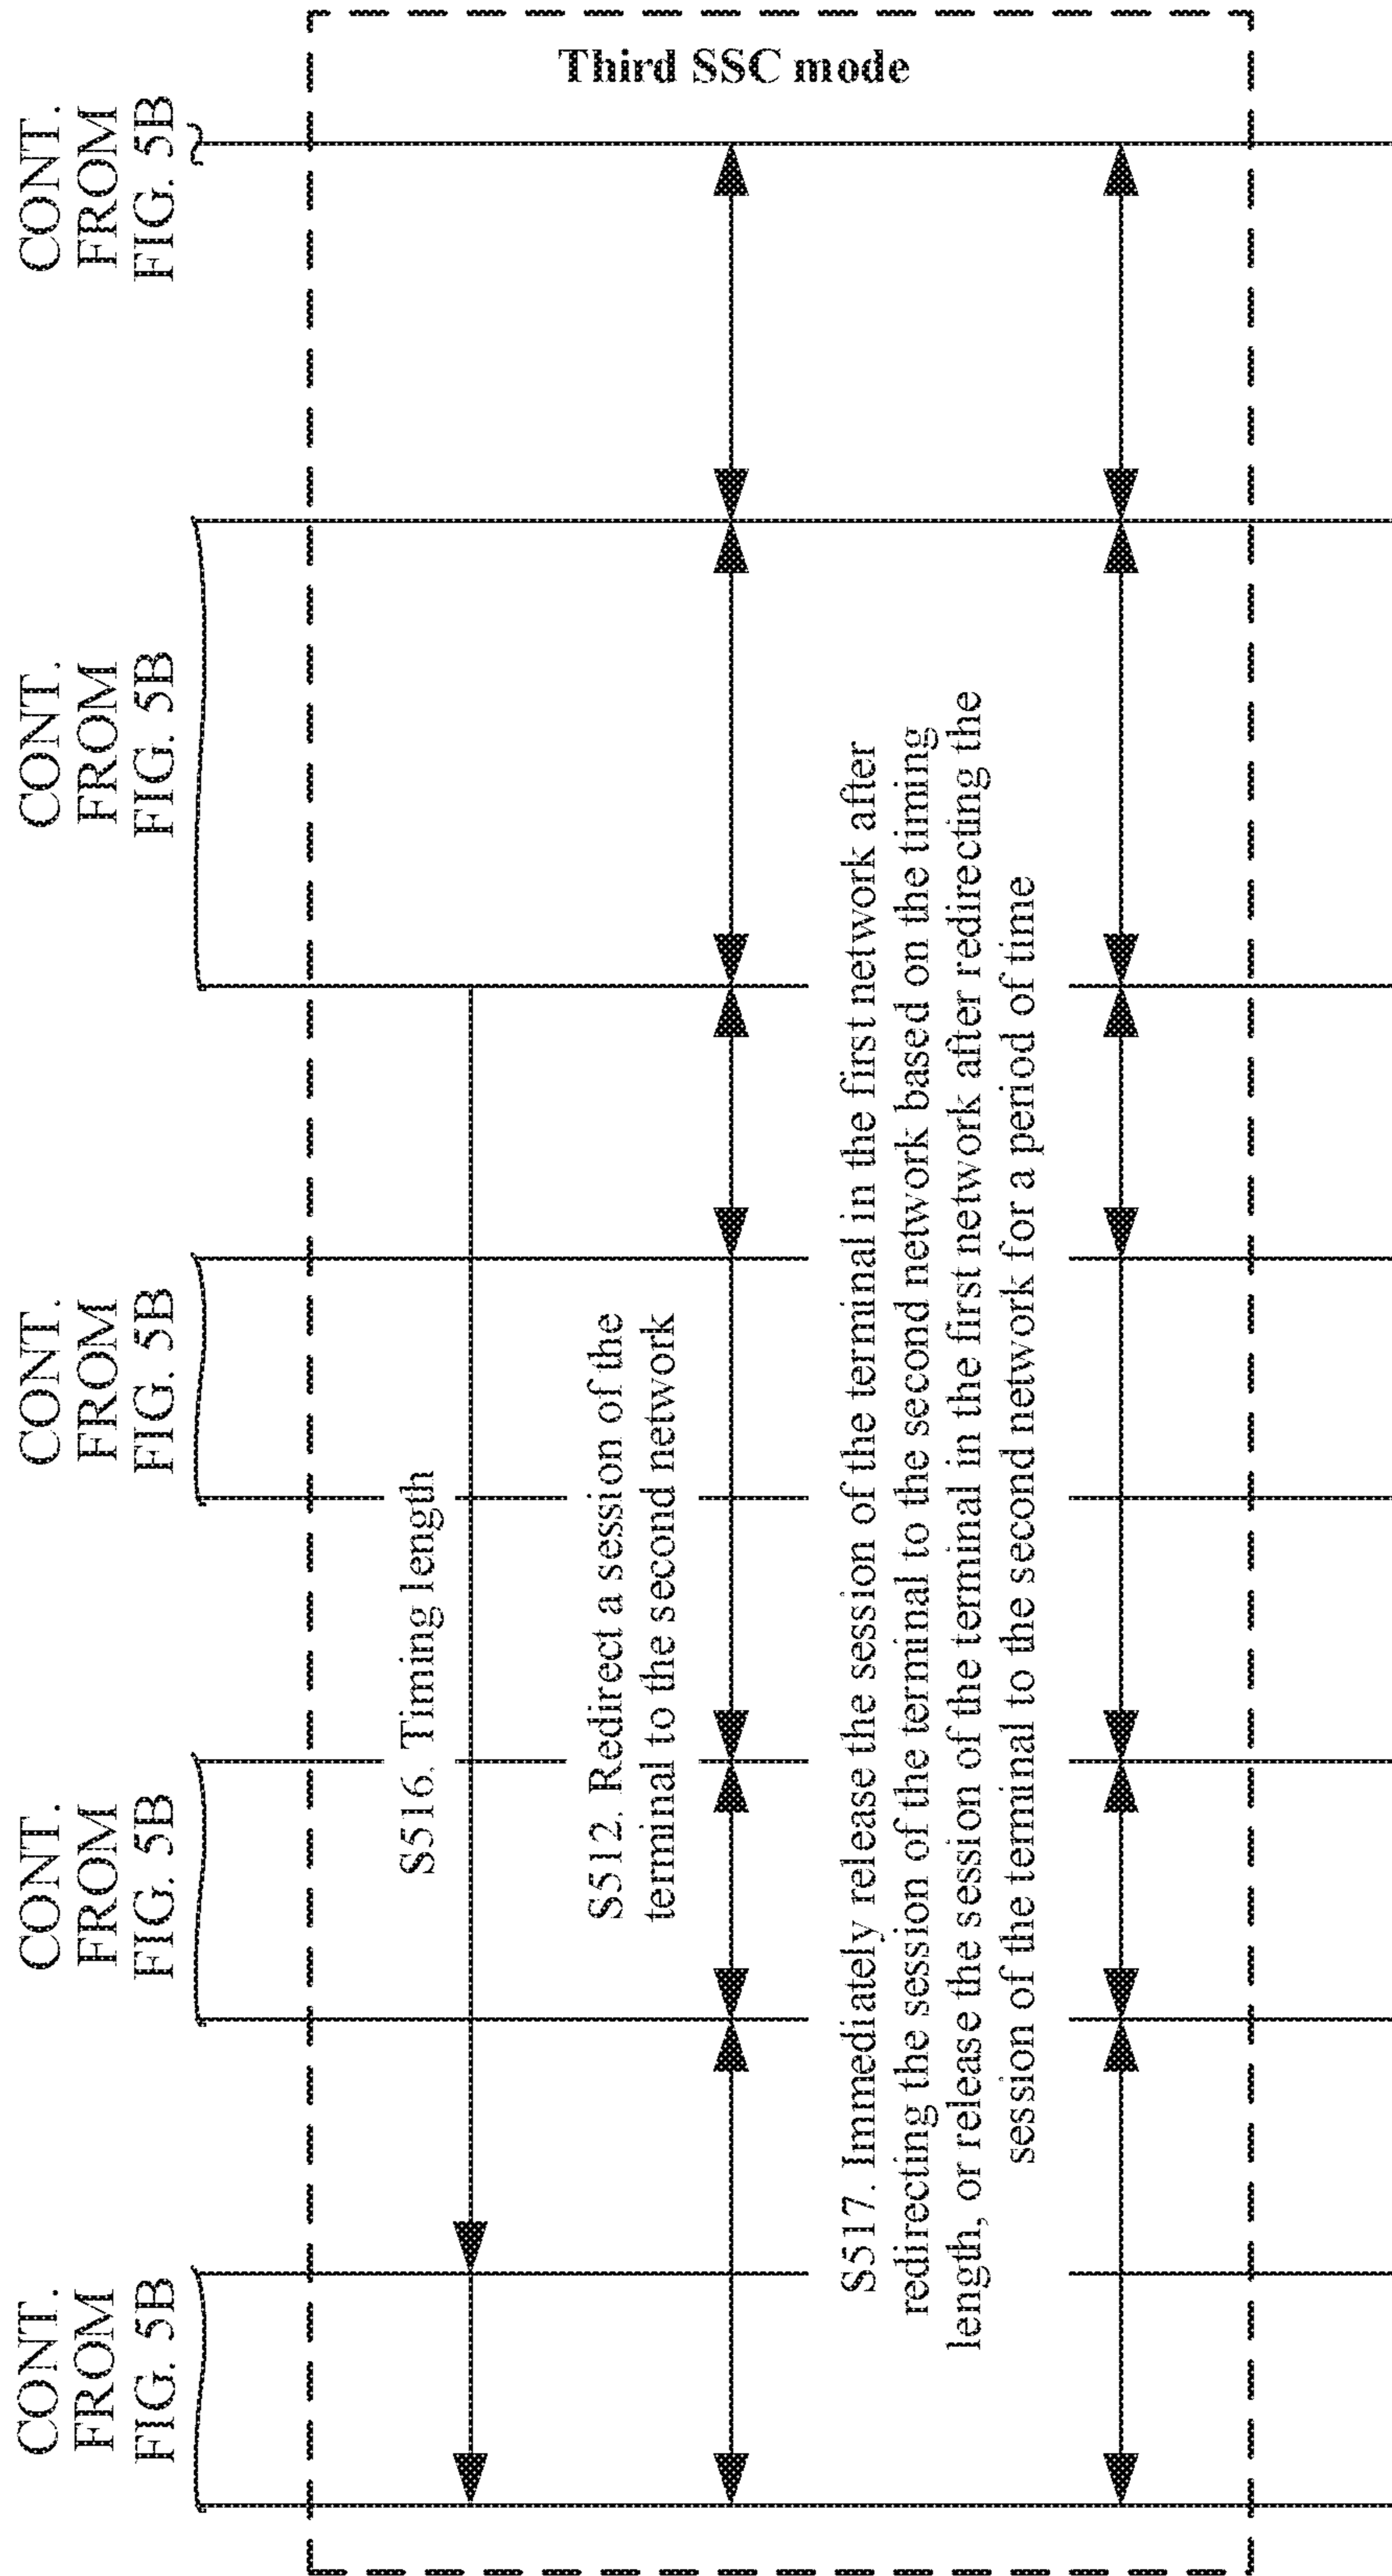 CONT.
FROM
FIG. 5B
CONT.
FROM
FIG. 5B
CONT.
FROM
FIG. 5B
CONT.
FROM
FIG. 5B
CONT.
FROM
FIG. 5B
S516. Timing length
S512. Redirect a session of the
terminal to the second network
S517. Immediately release the session of the terminal in the first network after
redirecting the session of the terminal to the second network based on the timing
length, or release the session of the terminal in the first network after redirecting the
session of the terminal to the second network for a period of time
Third SSC mode